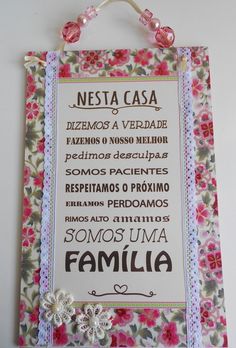 NESTA CASA
DIZEMOS A VERDADE
FAZEMOS O NOSSO MELHOR
pedimos desculpas
SOMOS PACIENTES
RESPEITAMOS O PRÓXIMO
ERRAMOS PERDOAMOS
RIMOS ALTO amamos
SOMOS UMA
FAMÍLIA